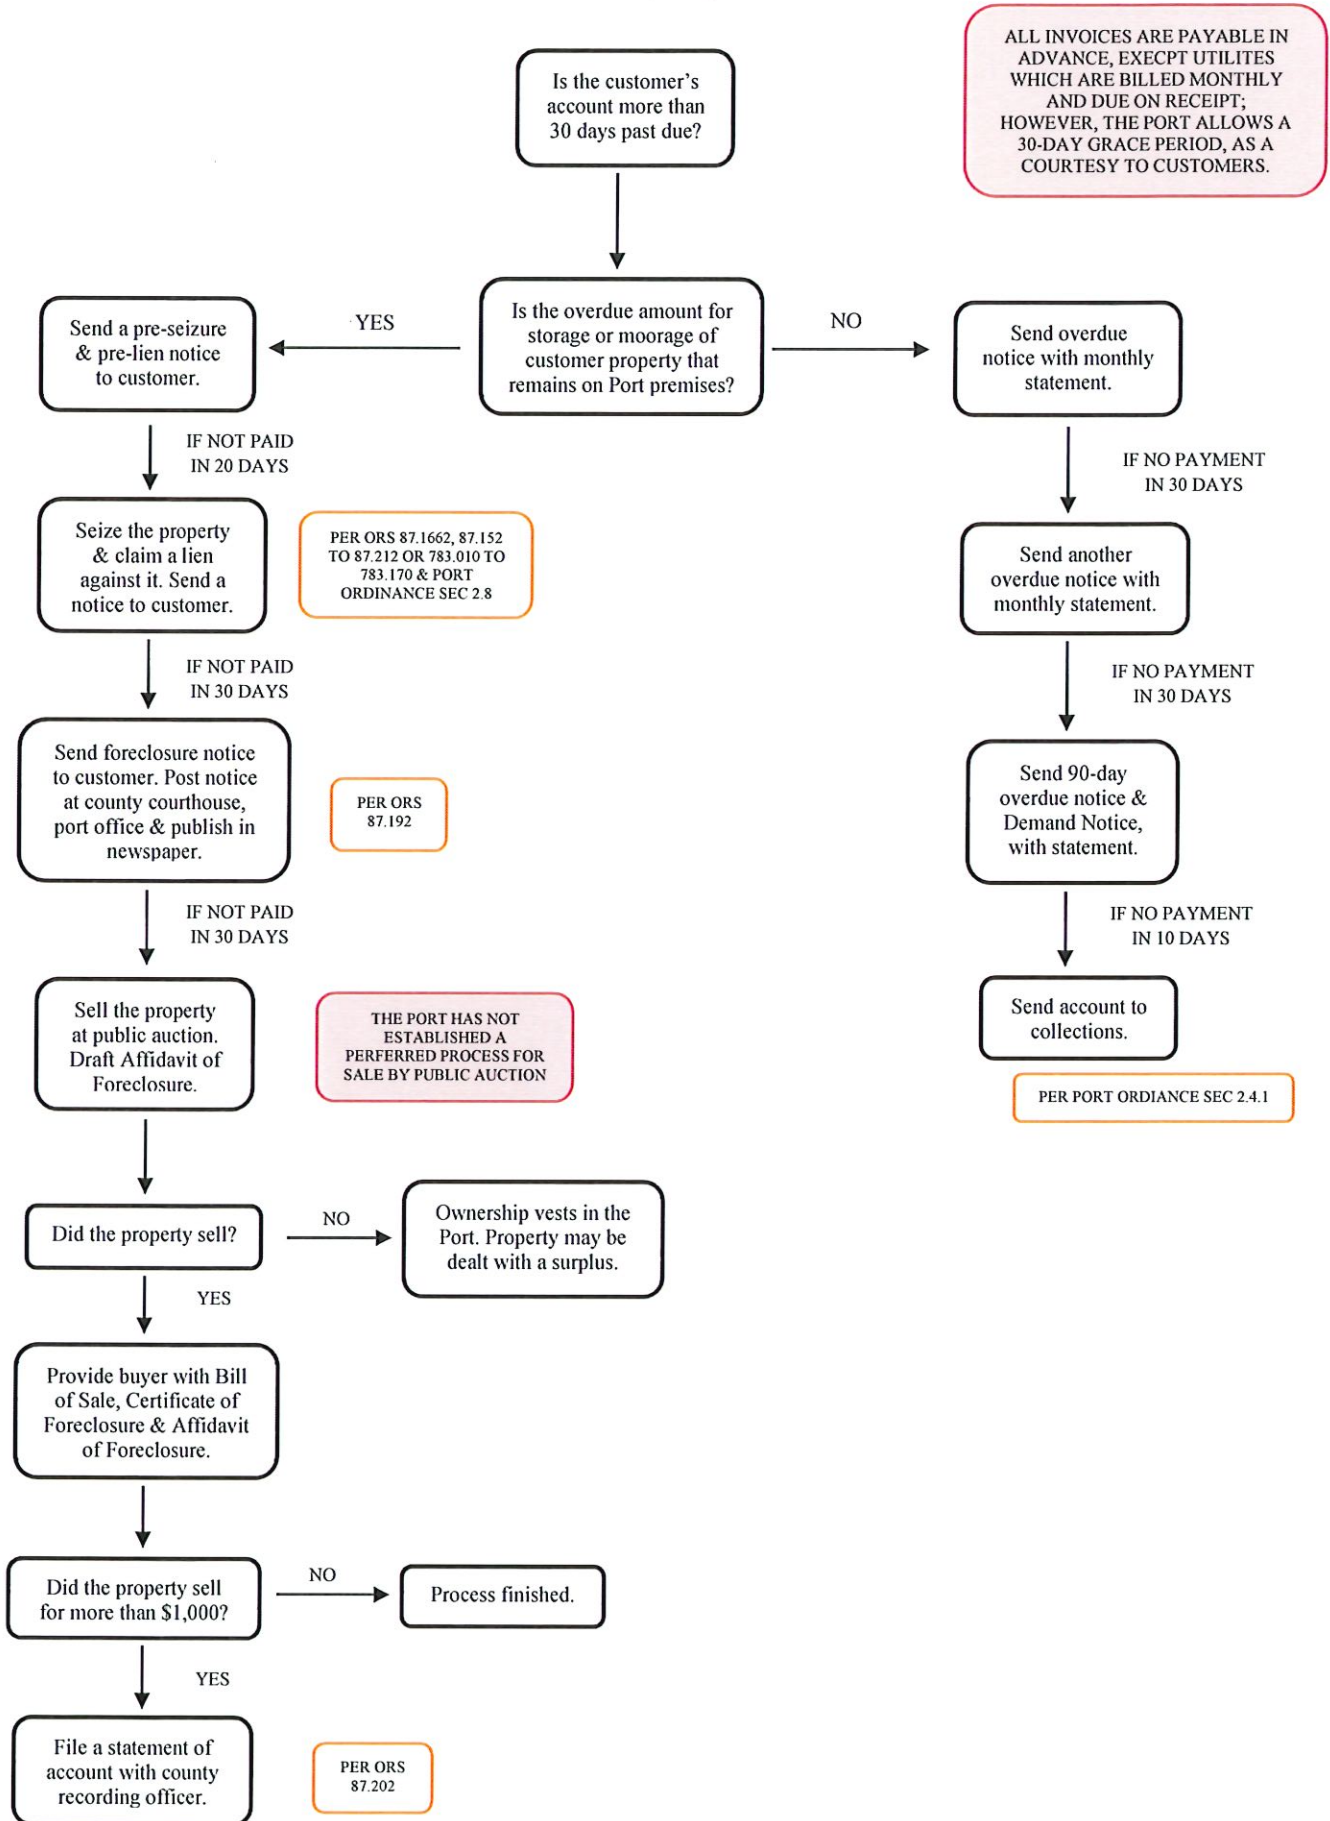 ALL INVOICES ARE PAYABLE IN
ADVANCE, EXECPT UTILITES
WHICH ARE BILLED MONTHLY
AND DUE ON RECEIPT;
HOWEVER, THE PORT ALLOWS A
30-DAY GRACE PERIOD, AS A
COURTESY TO CUSTOMERS.
Is the customer's
account more than
30 days past due?
Is the overdue amount for
storage or moorage of
customer property that
remains on Port premises?
YES
NO
Send a pre-seizure
& pre-lien notice
to customer.
IF NOT PAID
IN 20 DAYS
Seize the property
& claim a lien
against it. Send a
notice to customer.
PER ORS 87.1662, 87.152
TO 87.212 OR 783.010 TO
783.170 & PORT
ORDINANCE SEC 2.8
IF NOT PAID
IN 30 DAYS
Send foreclosure notice
to customer. Post notice
at county courthouse,
port office & publish in
newspaper.
PER ORS
87.192
IF NOT PAID
IN 30 DAYS
Sell the property
at public auction.
Draft Affidavit of
Foreclosure.
THE PORT HAS NOT
ESTABLISHED A
PERFERRED PROCESS FOR
SALE BY PUBLIC AUCTION
Did the property sell?
NO
Ownership vests in the
Port. Property may be
dealt with a surplus.
YES
Provide buyer with Bill
of Sale, Certificate of
Foreclosure & Affidavit
of Foreclosure.
Did the property sell
for more than $1,000?
NO
Process finished.
YES
File a statement of
account with county
recording officer.
PER ORS
87.202
Send overdue
notice with monthly
statement.
IF NO PAYMENT
IN 30 DAYS
Send another
overdue notice with
monthly statement.
IF NO PAYMENT
IN 30 DAYS
Send 90-day
overdue notice &
Demand Notice,
with statement.
IF NO PAYMENT
IN 10 DAYS
Send account to
collections.
PER PORT ORDIANCE SEC 2.4.1